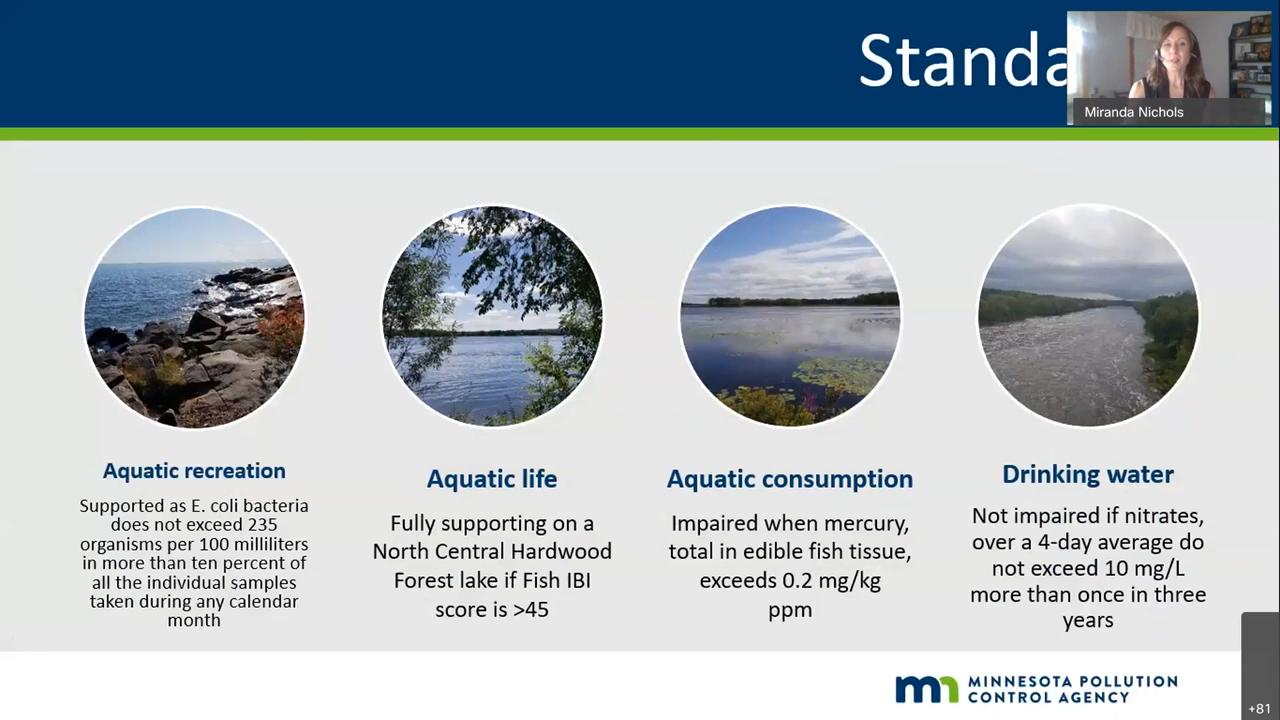 Standa
Miranda Nichols
Aquatic recreation
Supported as E. coli bacteria
does not exceed 235
organisms per 100 milliliters
in more than ten percent of
all the individual samples
taken during any calendar
month
Aquatic life
Fully supporting on a
North Central Hardwood
Forest lake if Fish IBI
score is >45
Aquatic consumption
Impaired when mercury,
total in edible fish tissue,
exceeds 0.2 mg/kg
ppm
Drinking water
Not impaired if nitrates,
over a 4-day average do
not exceed 10 mg/L
more than once in three
years
MINNESOTA POLLUTION
CONTROL AGENCY
+81